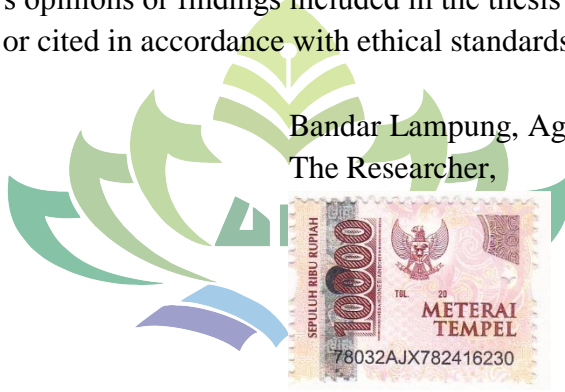 s opinions or findings included in the thesis
or cited in accordance with ethical standards
Bandar Lampung, Ag
The Researcher,
SEPULUH RIBU RUPIAH
10000
TGL. 20
METERAI
TEMPEL
78032AJX782416230